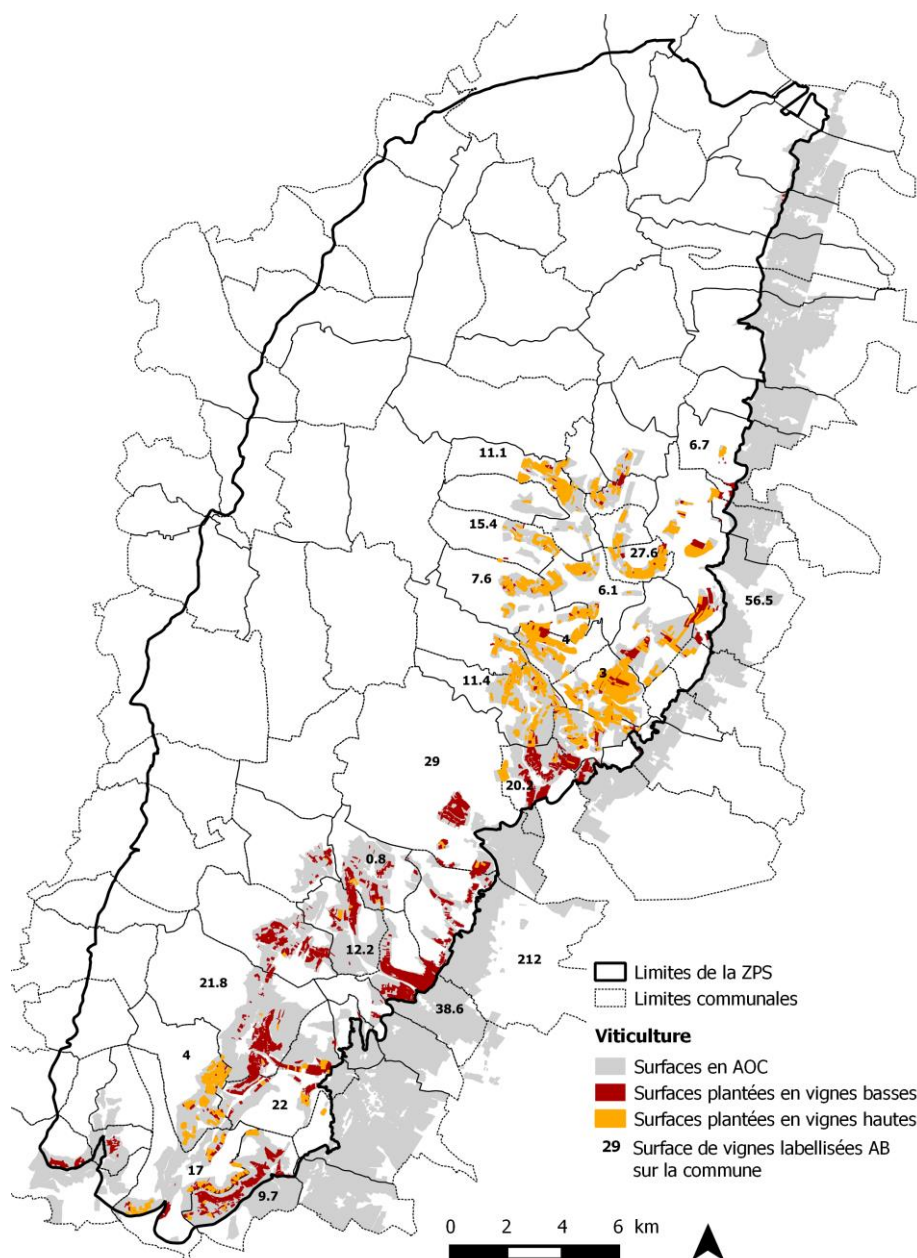 6.7
11.1
15.4
27.6
7.6
6.1
56.5
4
11.4
3
29
20.2
0.8
12.2
212
21.8
38.6
4
22
17
9.7
Limites de la ZPS
Limites communales
Viticulture
Surfaces en AOC
Surfaces plantées en vignes basses
Surfaces plantées en vignes hautes
29 Surface de vignes labellisées AB
sur la commune
0 2 4 6 km